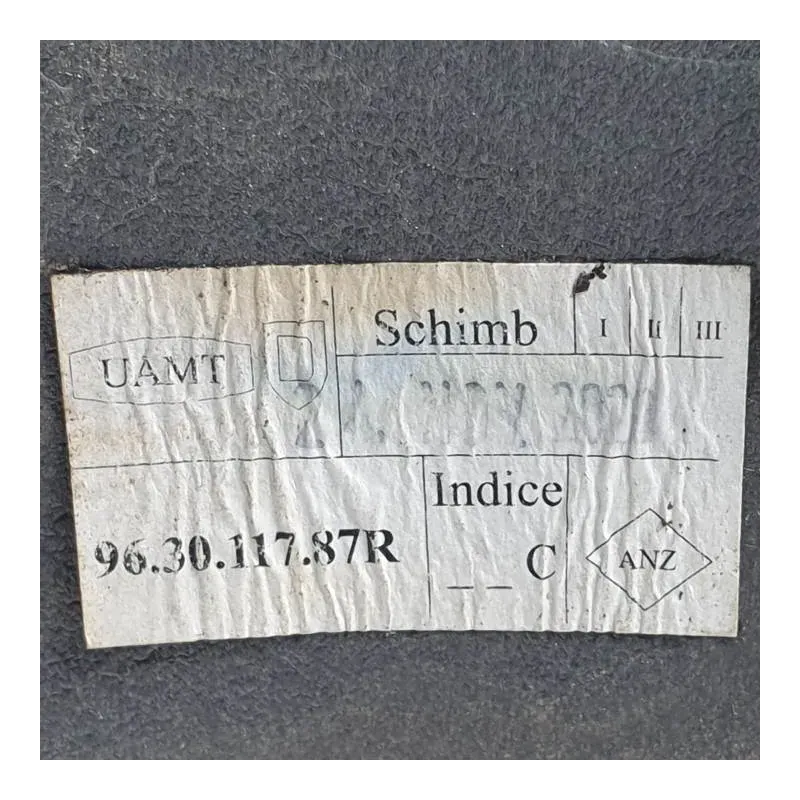 Schimb I II III
UAMT
Indice
96.30.117.87R
_ _ C
ANZ